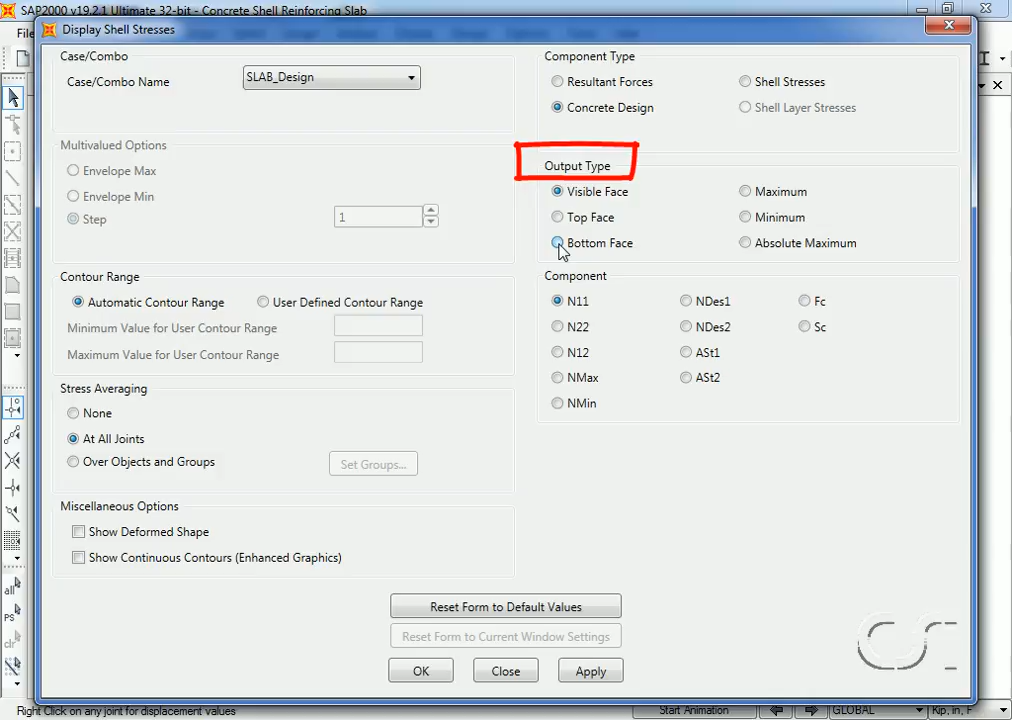 SAP2000 v19.2.1 Ultimate 32-bit - Concrete Shell Reinforcing Slab
Display Shell Stresses
Case/Combo
Case/Combo Name
SLAB_Design
Multivalued Options
Envelope Max
Envelope Min
Step
1
Contour Range
Automatic Contour Range
User Defined Contour Range
Minimum Value for User Contour Range
Maximum Value for User Contour Range
Stress Averaging
None
At All Joints
Over Objects and Groups
Set Groups...
Miscellaneous Options
Show Deformed Shape
Show Continuous Contours (Enhanced Graphics)
Component Type
Resultant Forces
Shell Stresses
Concrete Design
Shell Layer Stresses
Output Type
Visible Face
Maximum
Top Face
Minimum
Bottom Face
Absolute Maximum
Component
N11
NDes1
Fc
N22
NDes2
Sc
N12
ASt1
NMax
ASt2
NMin
Reset Form to Default Values
Reset Form to Current Window Settings
OK
Close
Apply
all
PS
clr
Right Click on any joint for displacement values
Start Animation
GLOBAL
Kip, in, F